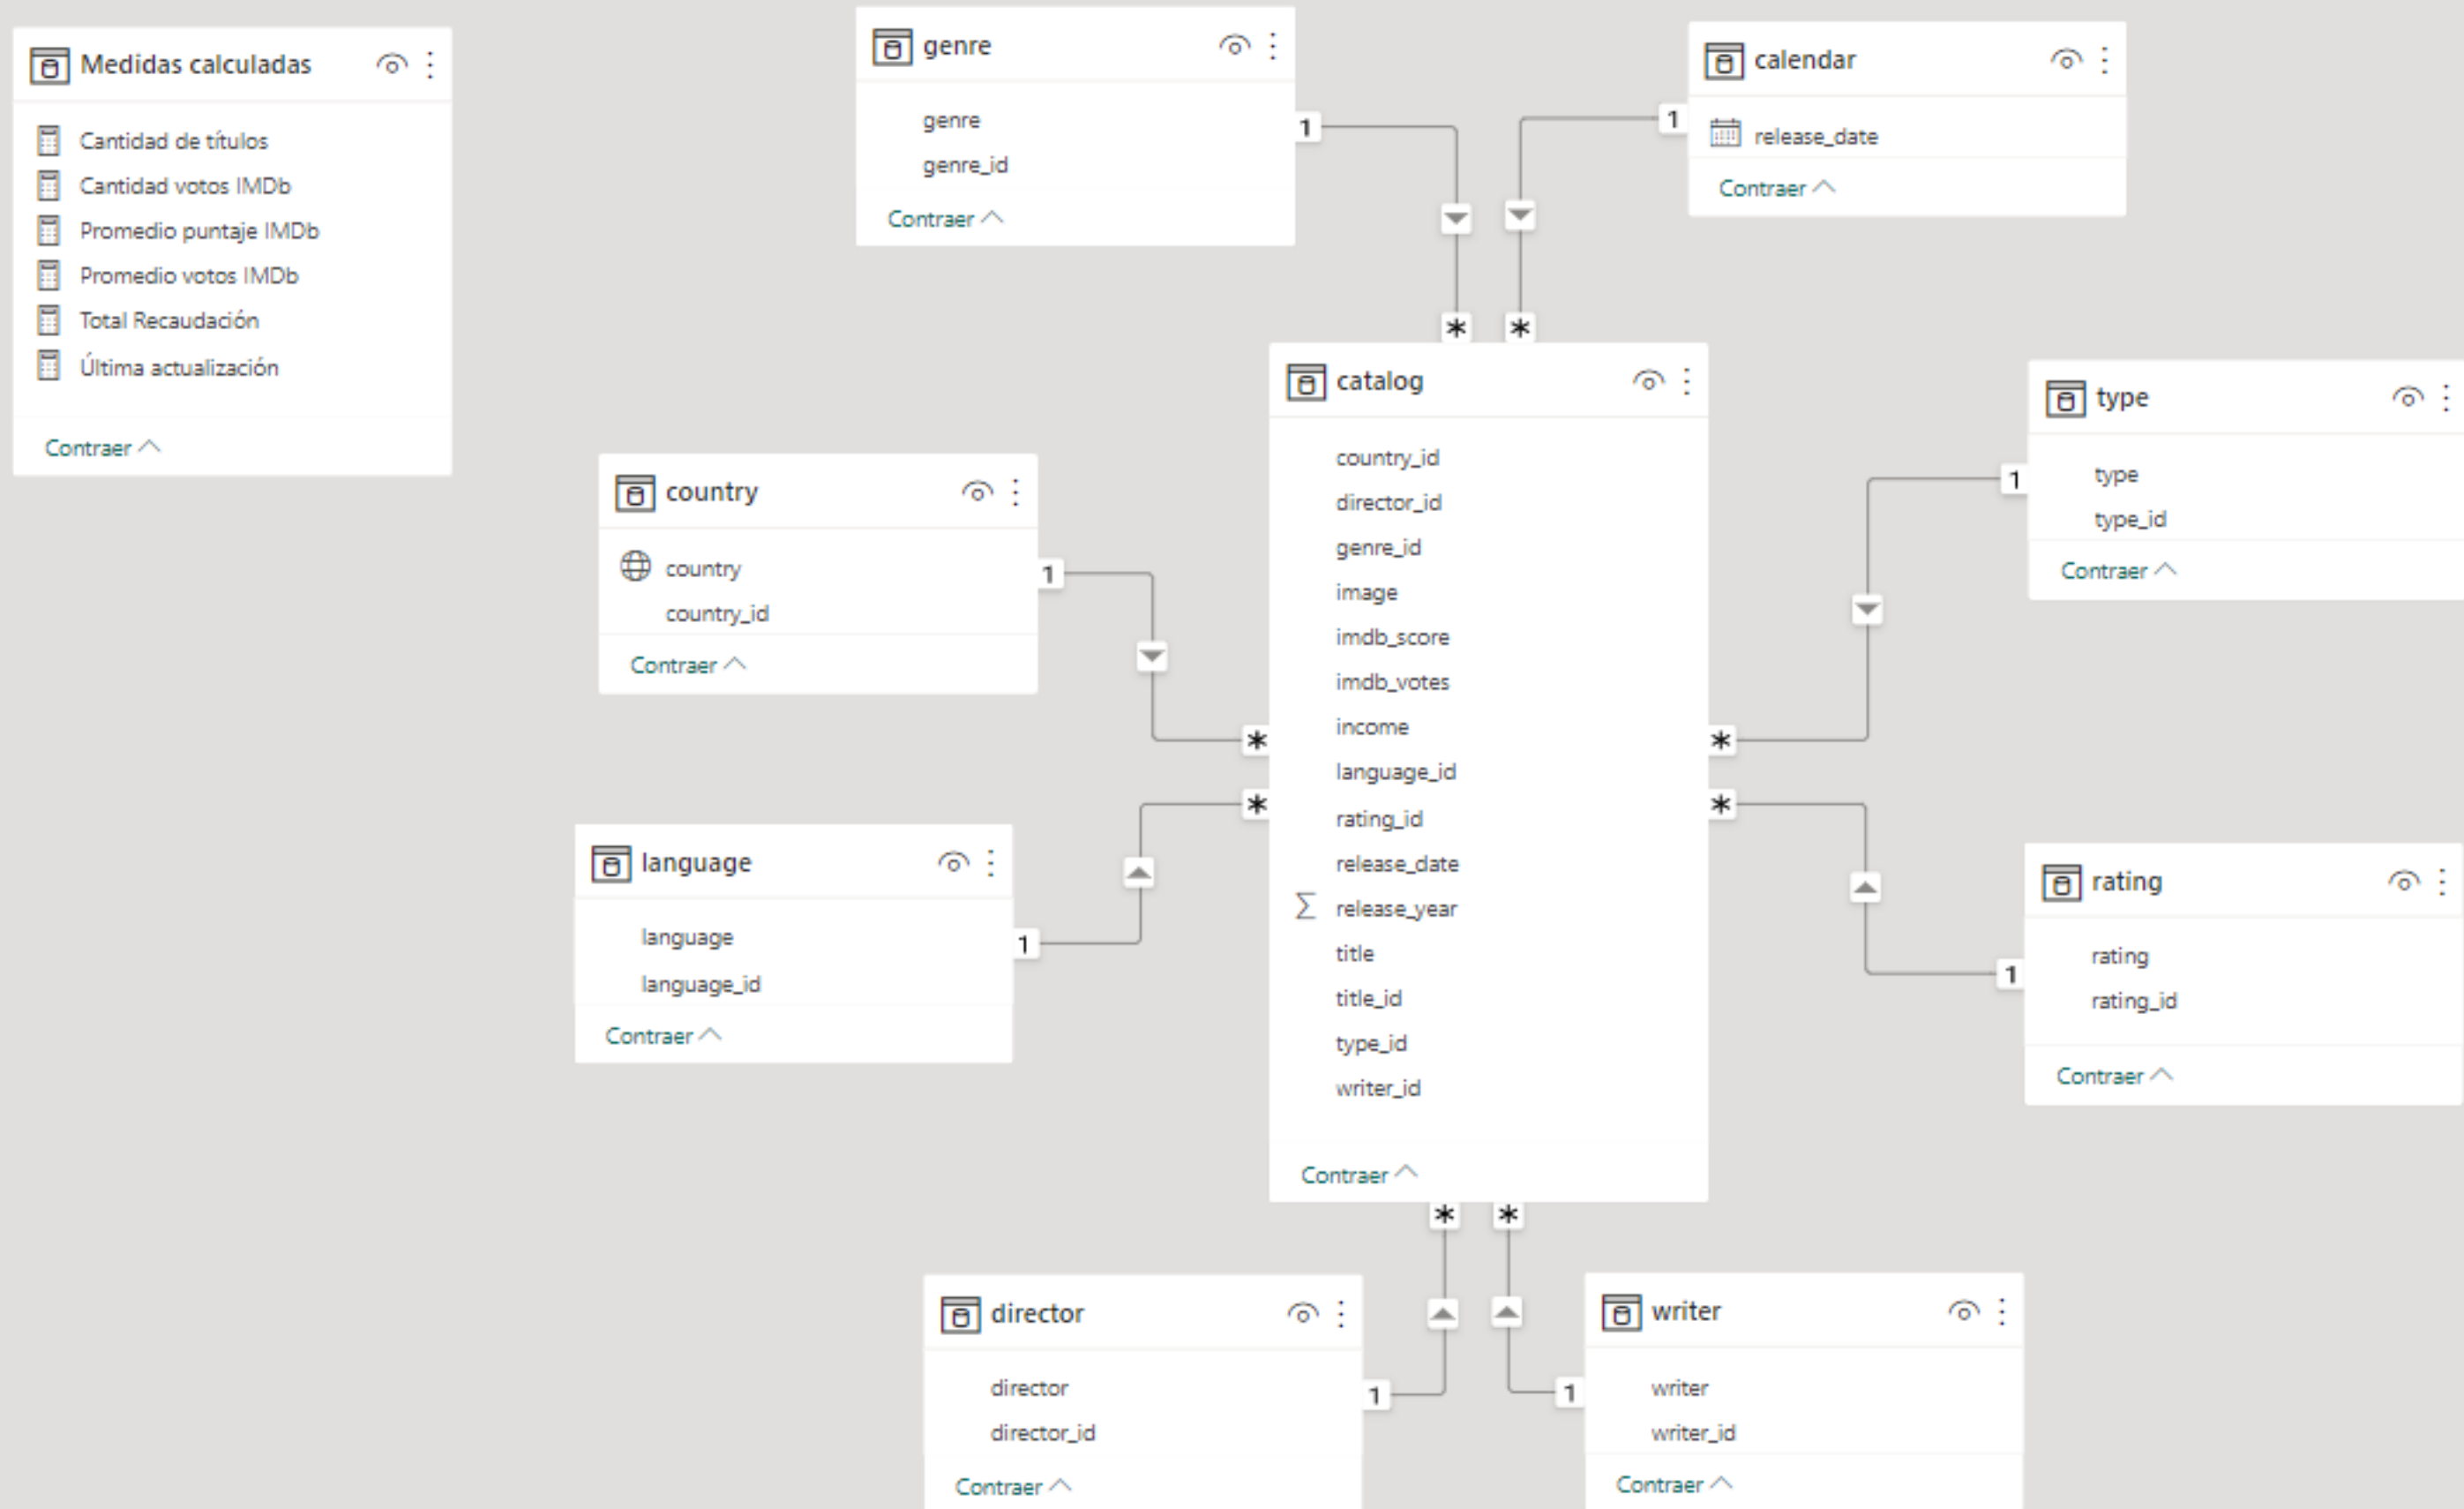 Medidas calculadas
Cantidad de títulos
Cantidad votos IMDb
Promedio puntaje IMDb
Promedio votos IMDb
Total Recaudación
Última actualización
Contraer
genre
genre
genre_id
Contraer
1
calendar
release_date
Contraer
1
*
*
country
country
country_id
Contraer
1
*
catalog
country_id
director_id
genre_id
image
imdb_score
imdb_votes
income
language_id
rating_id
release_date
Σ release_year
title
title_id
type_id
writer_id
Contraer
type
type
type_id
Contraer
1
*
language
language
language_id
Contraer
1
*
rating
rating
rating_id
Contraer
1
*
*
*
director
director
director_id
Contraer
1
writer
writer
writer_id
Contraer
1